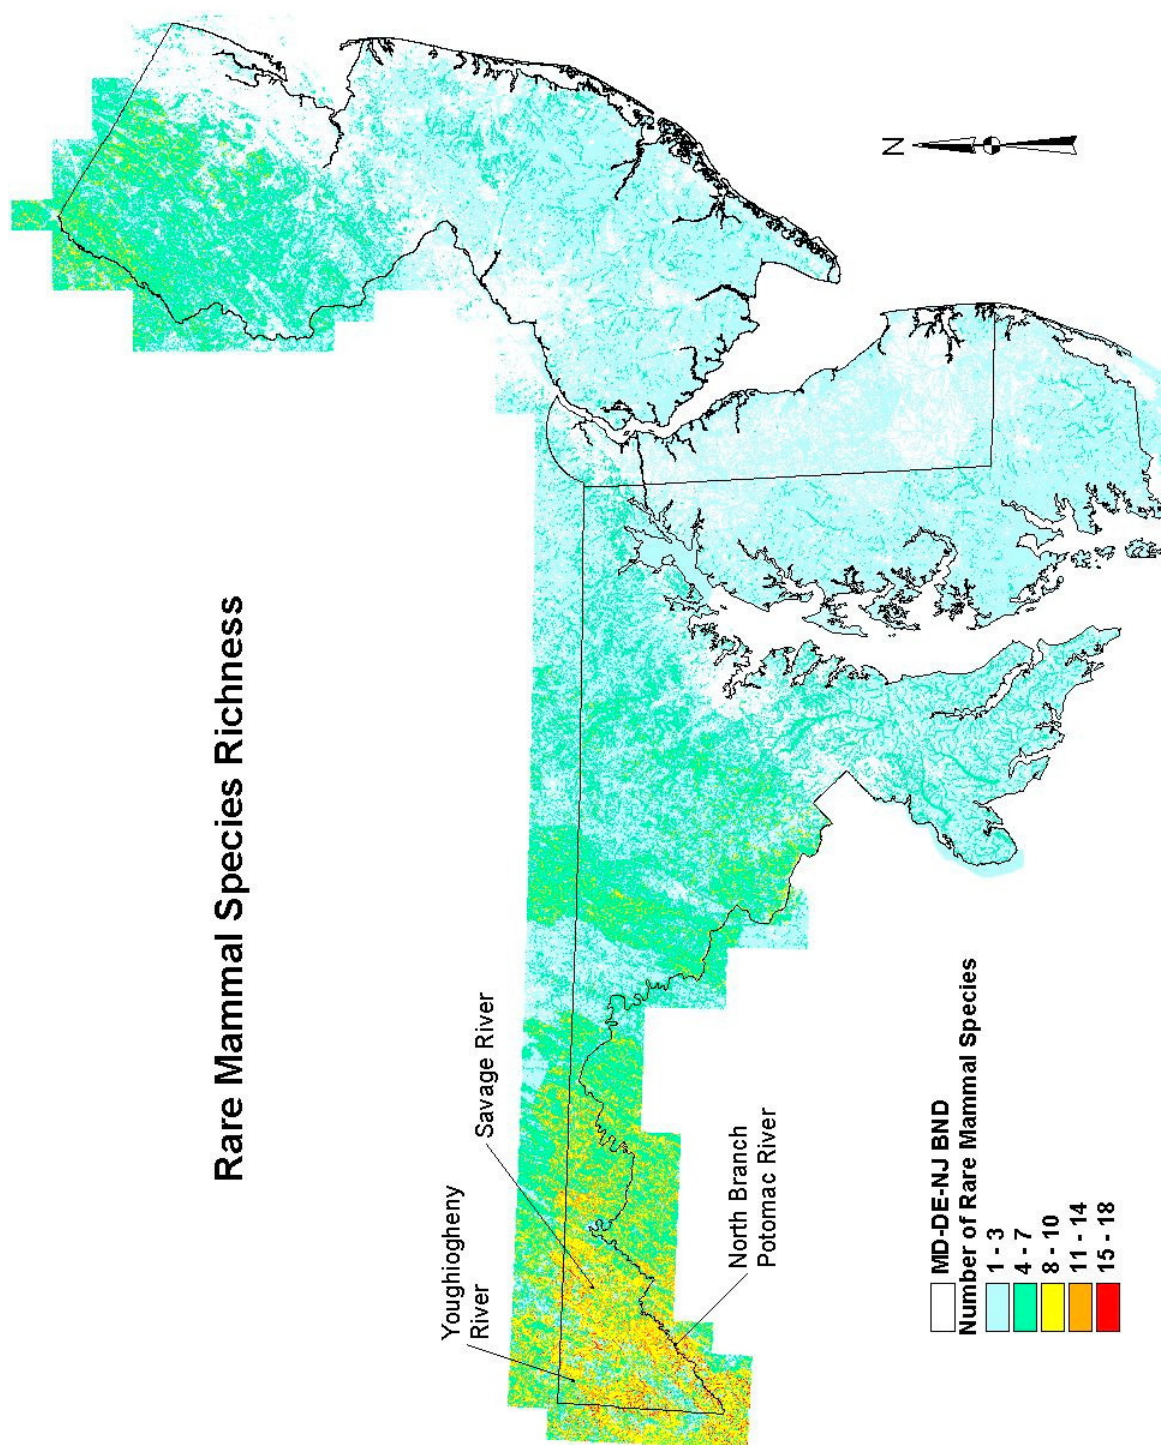 Rare Mammal Species Richness
N
Youghiogheny
River
Savage River
North Branch
Potomac River
MD-DE-NJ BND
Number of Rare Mammal Species
1 - 3
4 - 7
8 - 10
11 - 14
15 - 18